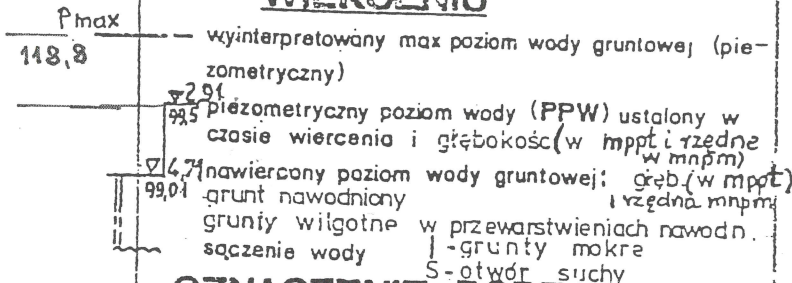 Pmax
118,8
wyinterpretowany max poziom wody gruntowej (pie-
zometryczny)
2,91
piezometryczny poziom wody (PPW) ustalony w
99,5
czasie wiercenia i głębokość (w mppt i rzędne
w mnpm)
4,71 nawiercony poziom wody gruntowej: głęb. (w mppt)
99,01
grunt nawodniony
i rzędna mnpm
grunty wilgotne w przewarstwieniach nawodn.
sączenie wody
| - grunty mokre
S - otwór suchy